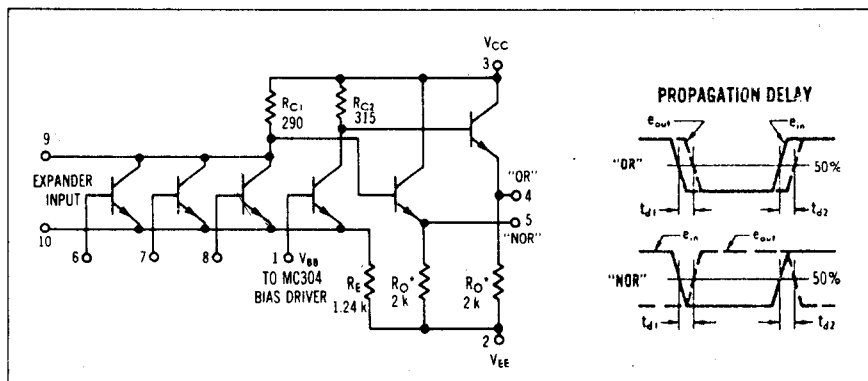 VCC
3
RC1
290
RC2
315
9
EXPANDER
INPUT
10
6
7
8
1
VBB
TO MC304
BIAS DRIVER
RE
1.24 k
RO*
2 k
RO*
2 k
"OR"
4
5
"NOR"
2
VEE
PROPAGATION DELAY
eout
ein
"OR"
50%
td1
td2
ein
eout
"NOR"
50%
td1
td2